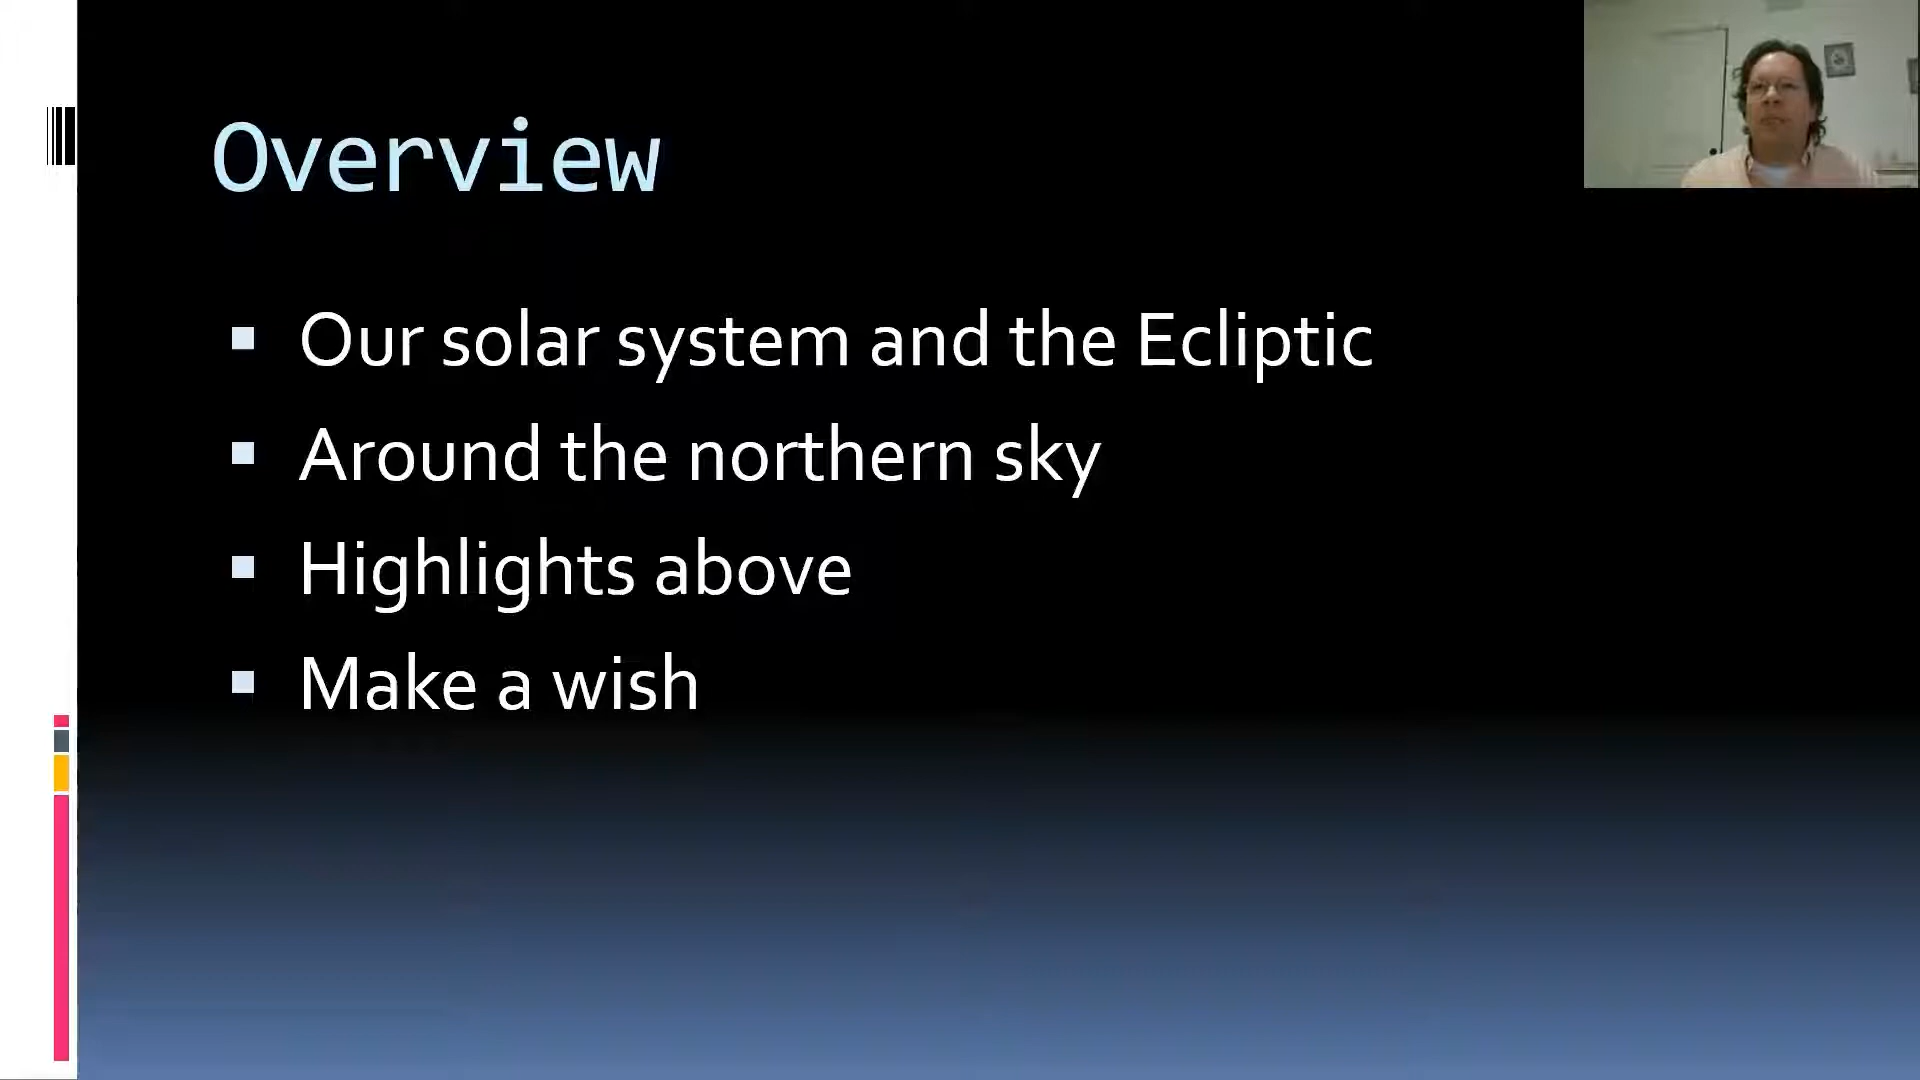 Overview
Our solar system and the Ecliptic
Around the northern sky
Highlights above
Make a wish